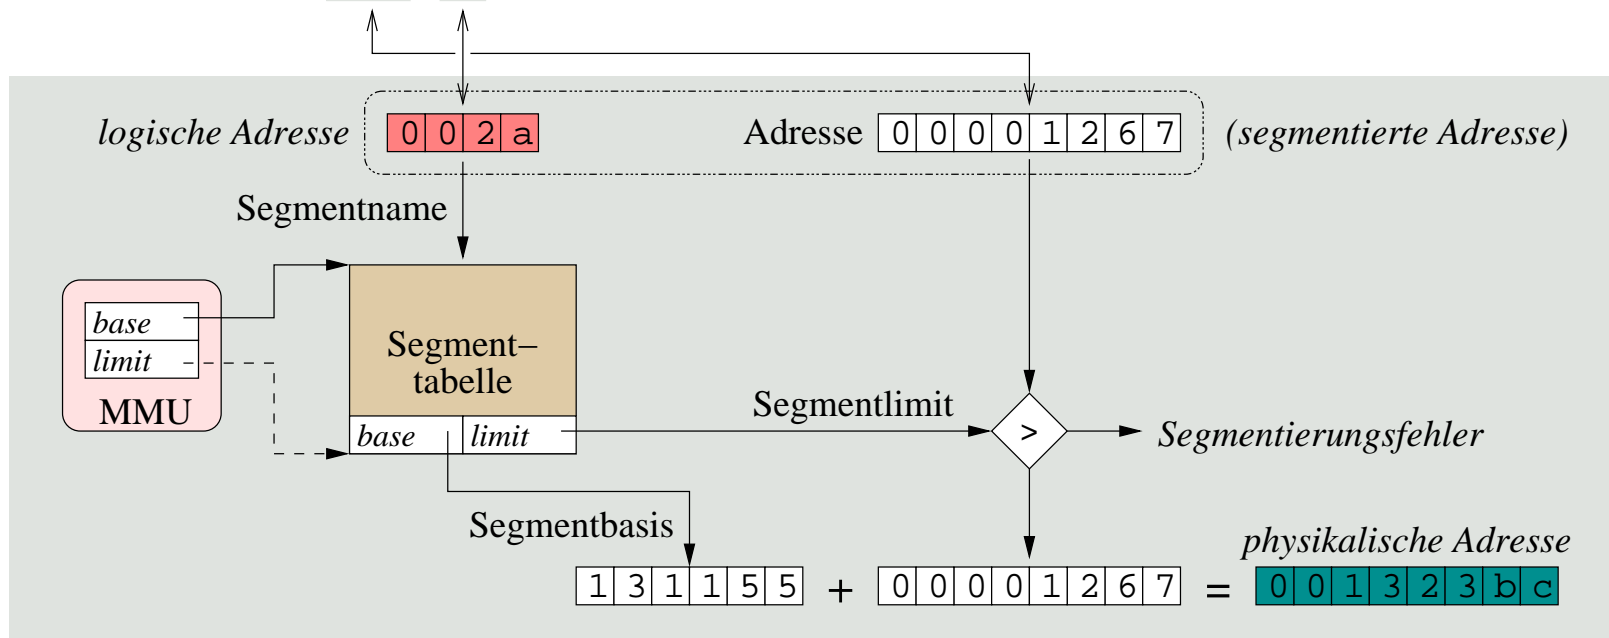 logische Adresse 0 0 2 a Adresse 0 0 0 0 1 2 6 7 (segmentierte Adresse)
Segmentname
base
limit
MMU
Segment–
tabelle
base limit
Segmentlimit
>
Segmentierungsfehler
Segmentbasis
physikalische Adresse
1 3 1 1 5 5 + 0 0 0 0 1 2 6 7 = 0 0 1 3 2 3 b c